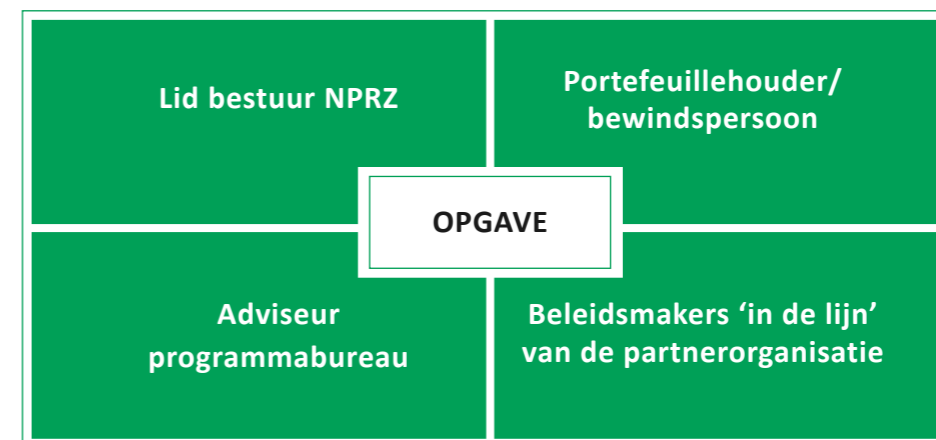 Lid bestuur NPRZ
Portefeuillehouder/
bewindspersoon
OPGAVE
Adviseur
programmabureau
Beleidsmakers ‘in de lijn’
van de partnerorganisatie